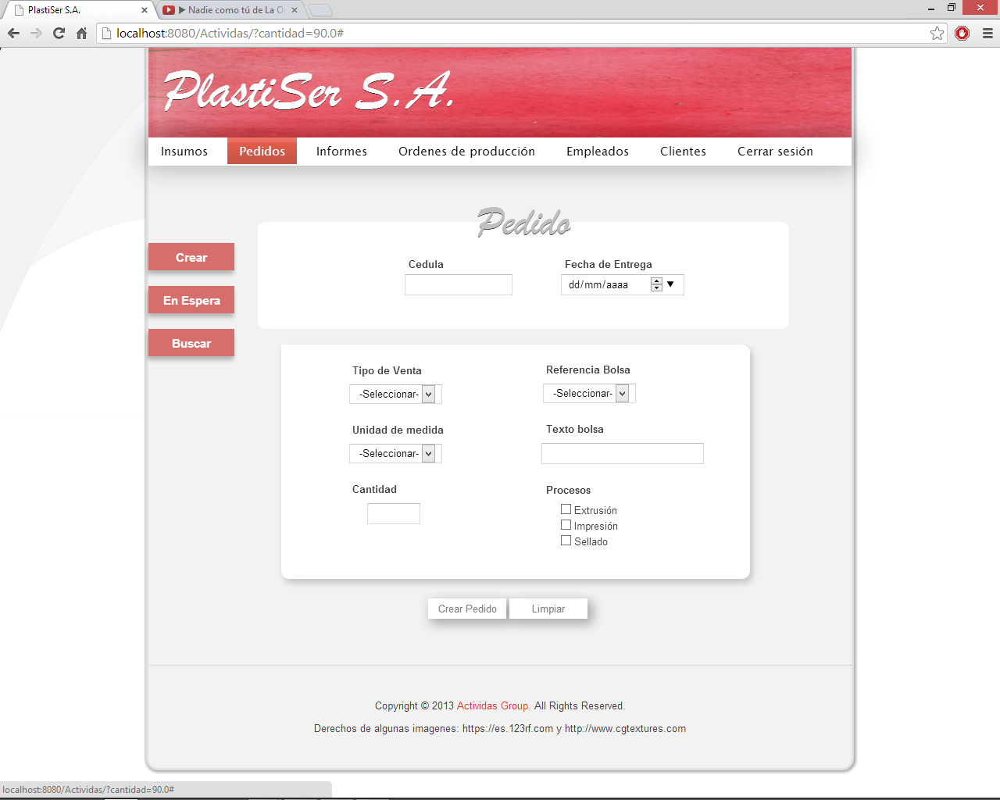 PlastiSer S.A.
▶ Nadie como tú de La O
localhost:8080/Actividas/?cantidad=90.0#
PlastiSer S.A.
Insumos Pedidos Informes Ordenes de producción Empleados Clientes Cerrar sesión
Pedido
Crear
En Espera
Buscar
Cedula Fecha de Entrega
dd/mm/aaaa
Tipo de Venta Referencia Bolsa
-Seleccionar- -Seleccionar-
Unidad de medida Texto bolsa
-Seleccionar-
Cantidad Procesos
Extrusión
Impresión
Sellado
Crear Pedido Limpiar
Copyright © 2013 Actividas Group. All Rights Reserved.
Derechos de algunas imagenes: https://es.123rf.com y http://www.cgtextures.com
localhost:8080/Actividas/?cantidad=90.0#